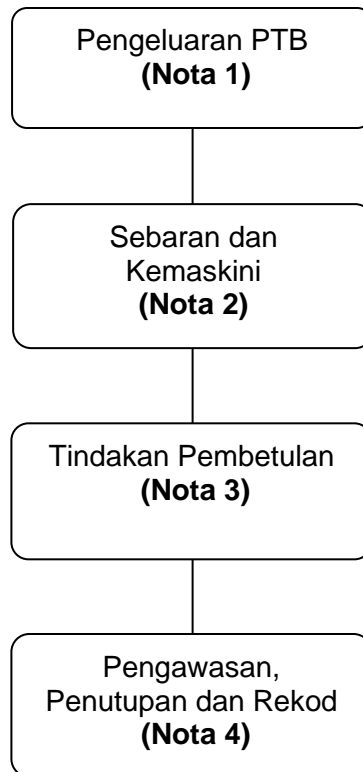 Pengeluaran PTB
(Nota 1)
Sebaran dan
Kemaskini
(Nota 2)
Tindakan Pembetulan
(Nota 3)
Pengawasan,
Penutupan dan Rekod
(Nota 4)